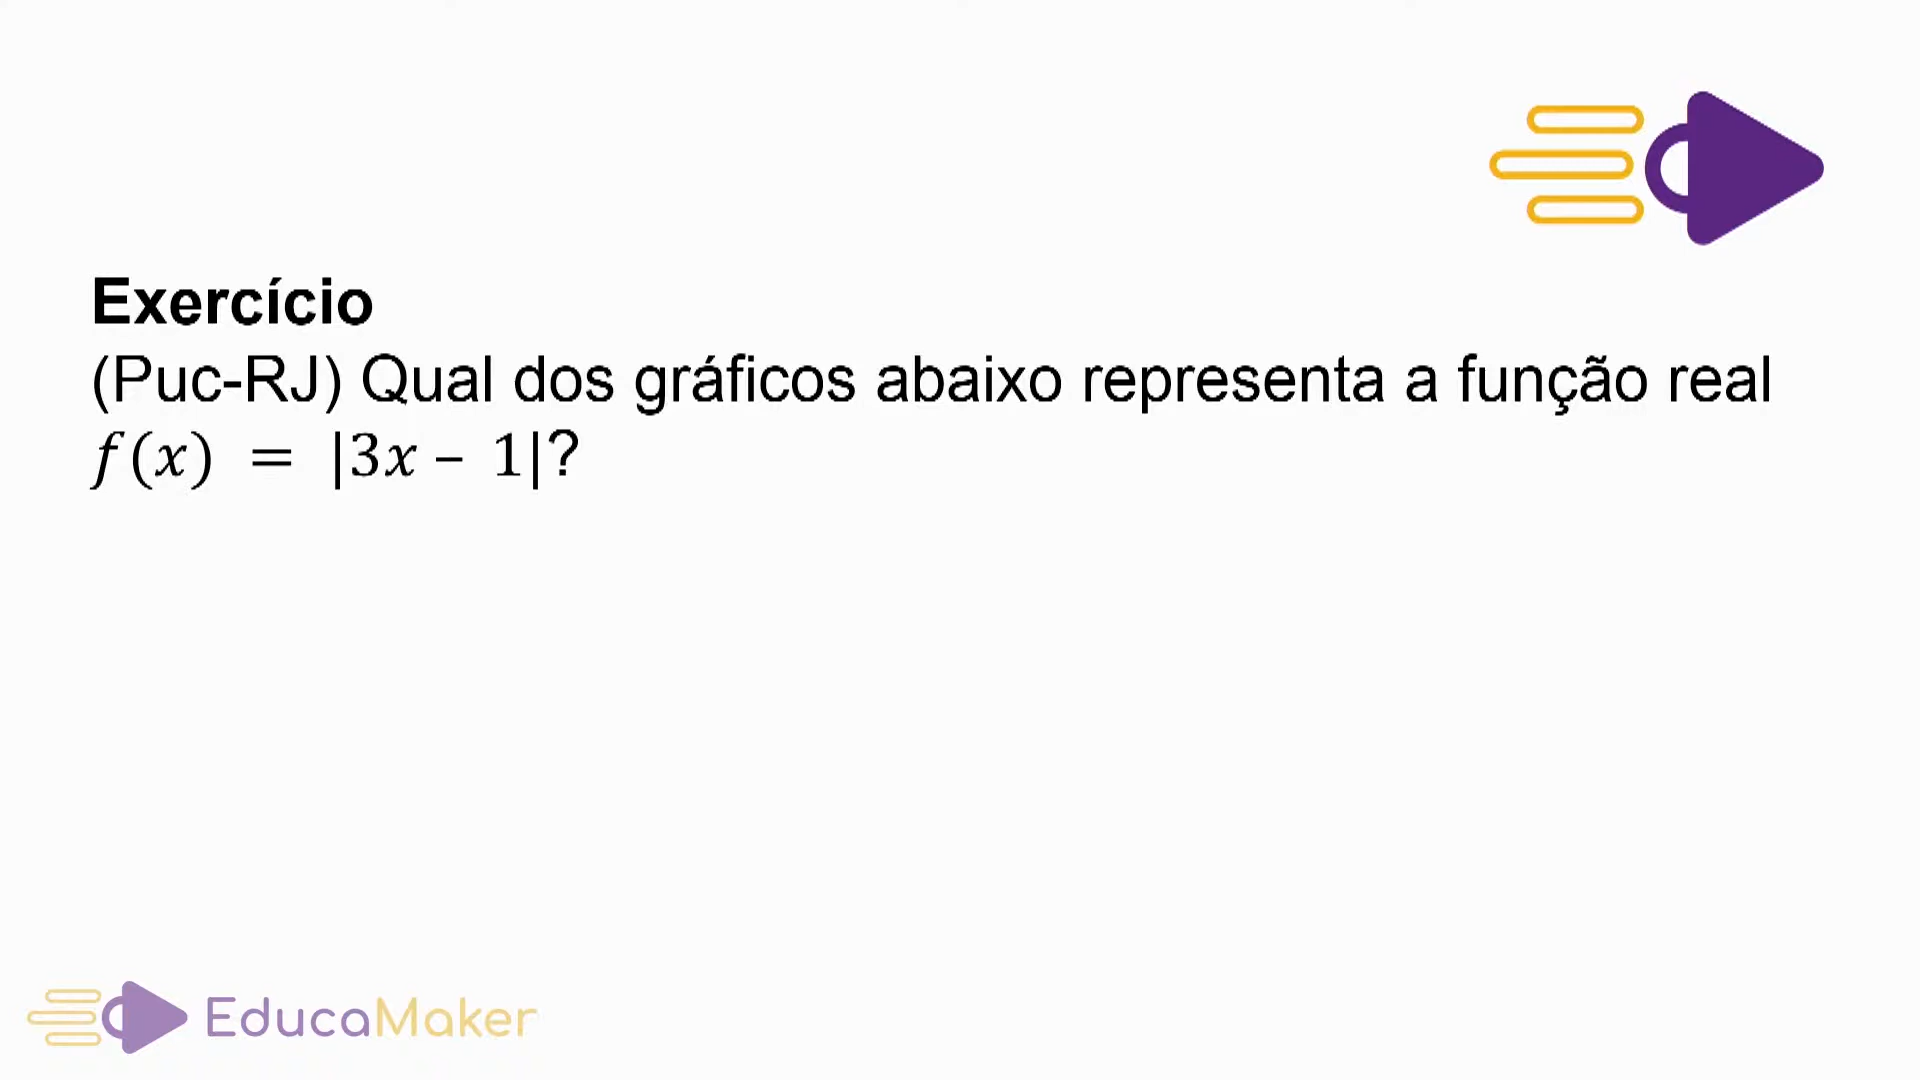 Exercício
(Puc-RJ) Qual dos gráficos abaixo representa a função real
f(x) = |3x – 1|?
EducaMaker